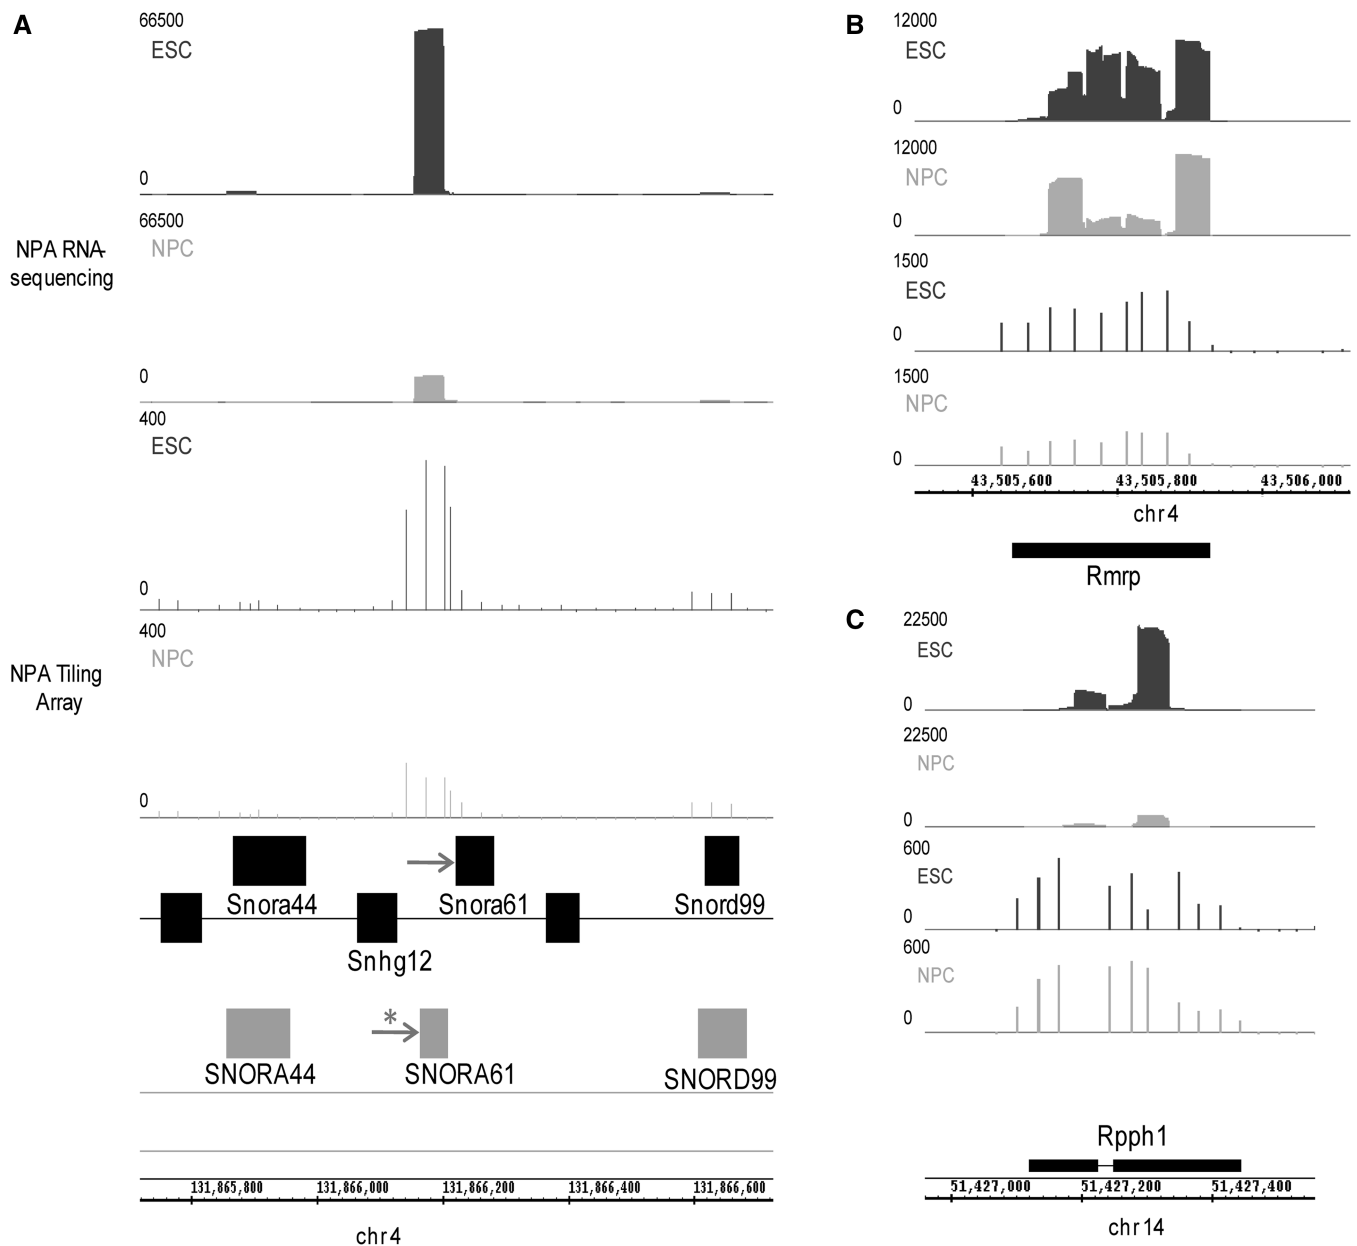 A
66500
ESC
0
66500
NPC
NPA RNA-
sequencing
0
400
ESC
0
400
NPC
NPA Tiling
Array
0
Snora44
Snora61
Snord99
Snhg12
*
SNORA44
SNORA61
SNORD99
131,865,800
131,866,000
131,866,200
131,866,400
131,866,600
chr4
B
12000
ESC
0
12000
NPC
0
1500
ESC
0
1500
NPC
0
43,505,600
43,505,800
43,506,000
chr4
Rmrp
C
22500
ESC
0
22500
NPC
0
600
ESC
0
600
NPC
0
Rpph1
51,427,000
51,427,200
51,427,400
chr14